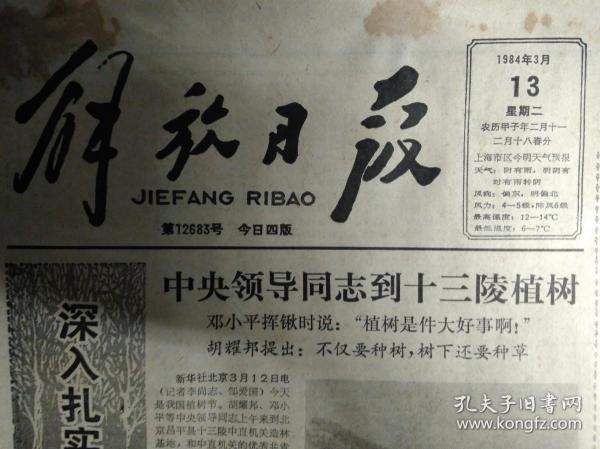 解放日报
JIEFANG RIBAO
第12683号 今日四版
1984年3月
13
星期二
农历甲子年二月十一
二月十八春分
上海市区今明天气预报
天气：阴有雨，明阴有
时有雨转阴
风向：偏东，明偏北
风力：4—5级，阵风6级
最高温度：12—14℃
最低温度：6—7℃
中央领导同志到十三陵植树
邓小平挥锹时说：“植树是件大好事啊！”
胡耀邦提出：不仅要种树，树下还要种草
深入扎实
新华社北京3月12日电
（记者李尚志、邹爱国）今天
是我国植树节。胡耀邦、邓小
平等中央领导同志上午来到北
京昌平县十三陵中直机关造林
基地，和中直机关的优秀共青
孔夫子旧书网
www.kongfz.com